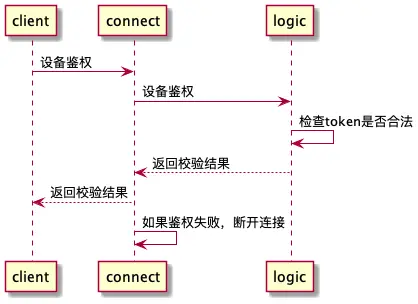 client
connect
logic
设备鉴权
设备鉴权
检查token是否合法
返回校验结果
返回校验结果
如果鉴权失败，断开连接
client
connect
logic